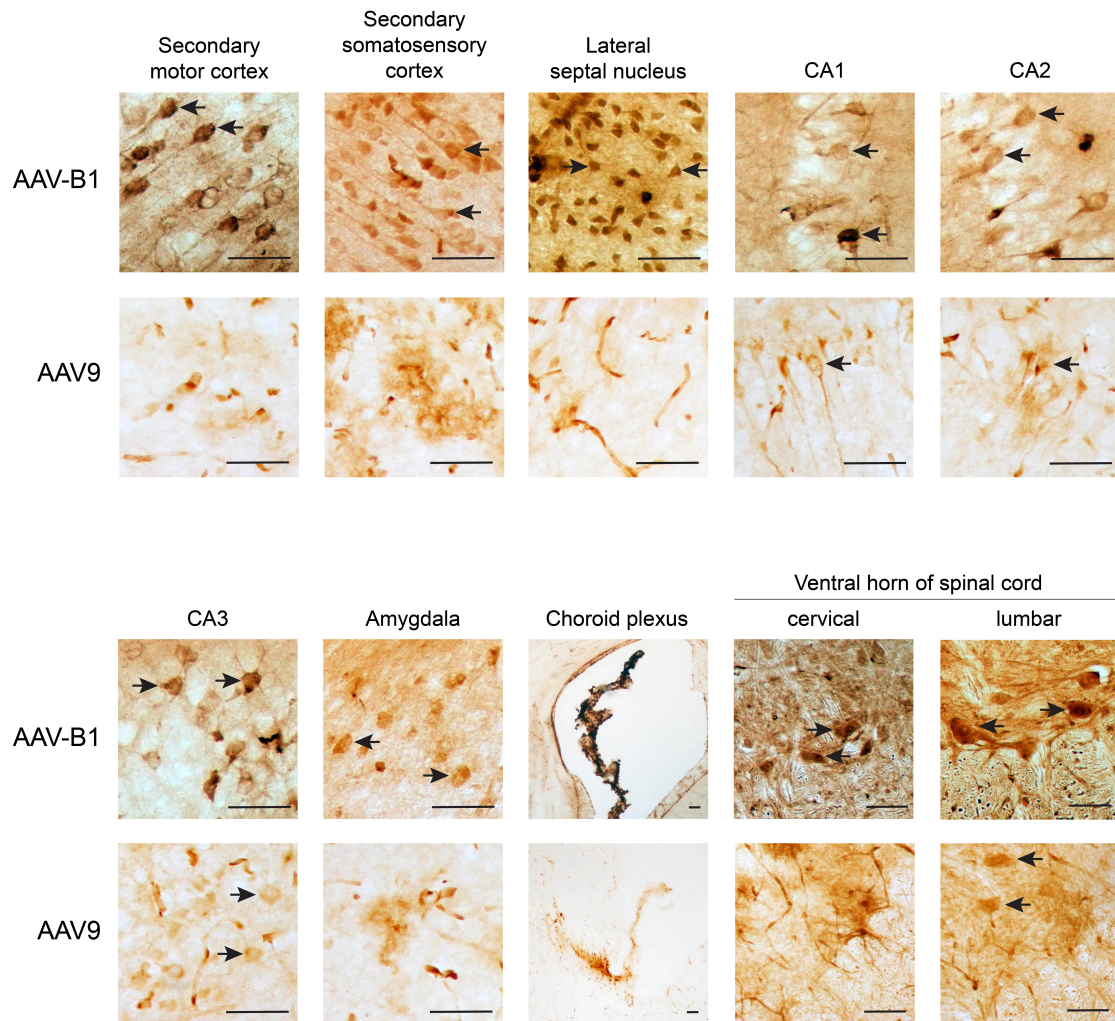 Secondary
motor cortex
Secondary
somatosensory
cortex
Lateral
septal nucleus
CA1
CA2
AAV-B1
AAV9
Ventral horn of spinal cord
CA3
Amygdala
Choroid plexus
cervical
lumbar
AAV-B1
AAV9